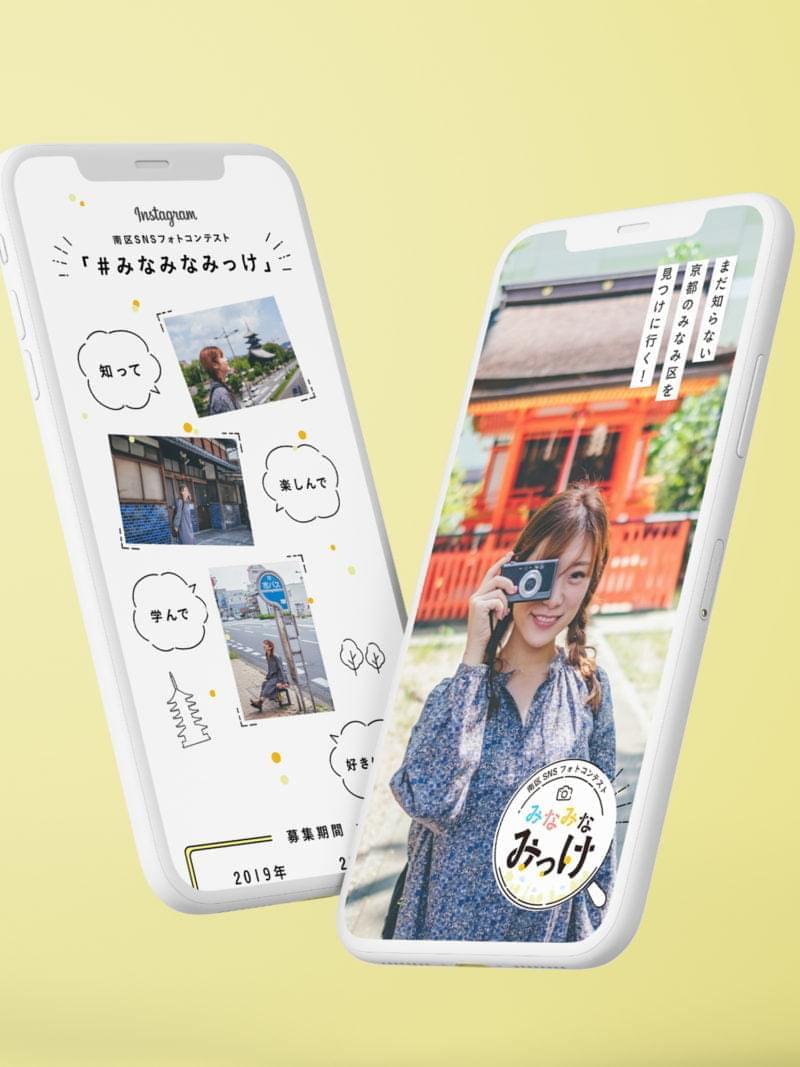 Instagram
南区SNSフォトコンテスト
「#みなみなみっけ」
知って
楽しんで
市バス
学んで
好き
募集期間
2019年
2
まだ知らない
京都のみなみ区を
見つけに行く!
南区SNSフォトコンテスト
みなみな
みっけ